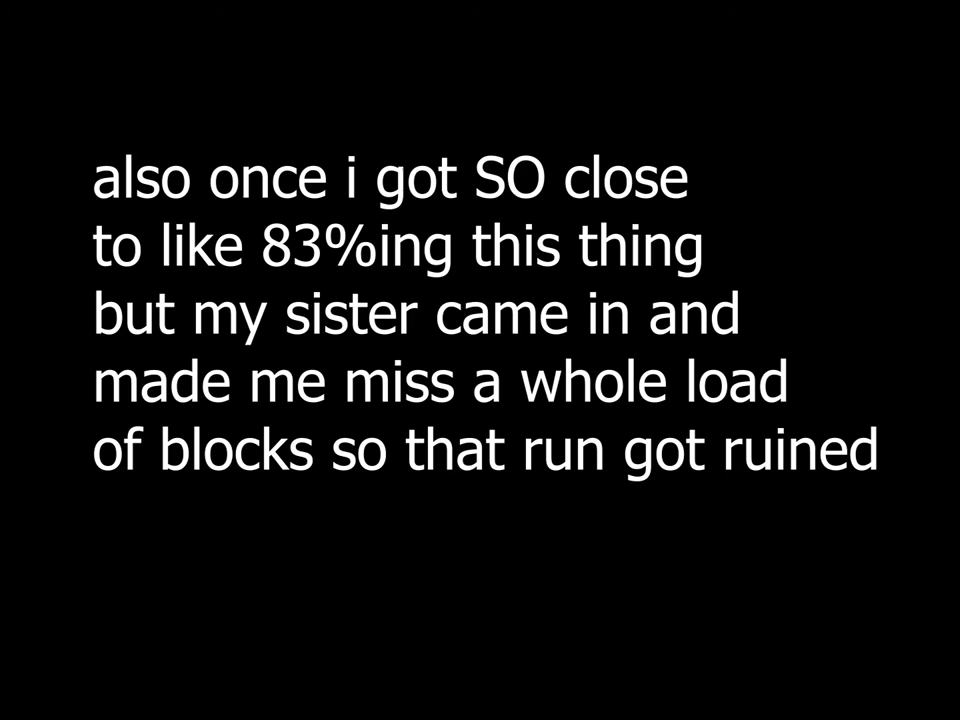 also once i got SO close
to like 83%ing this thing
but my sister came in and
made me miss a whole load
of blocks so that run got ruined